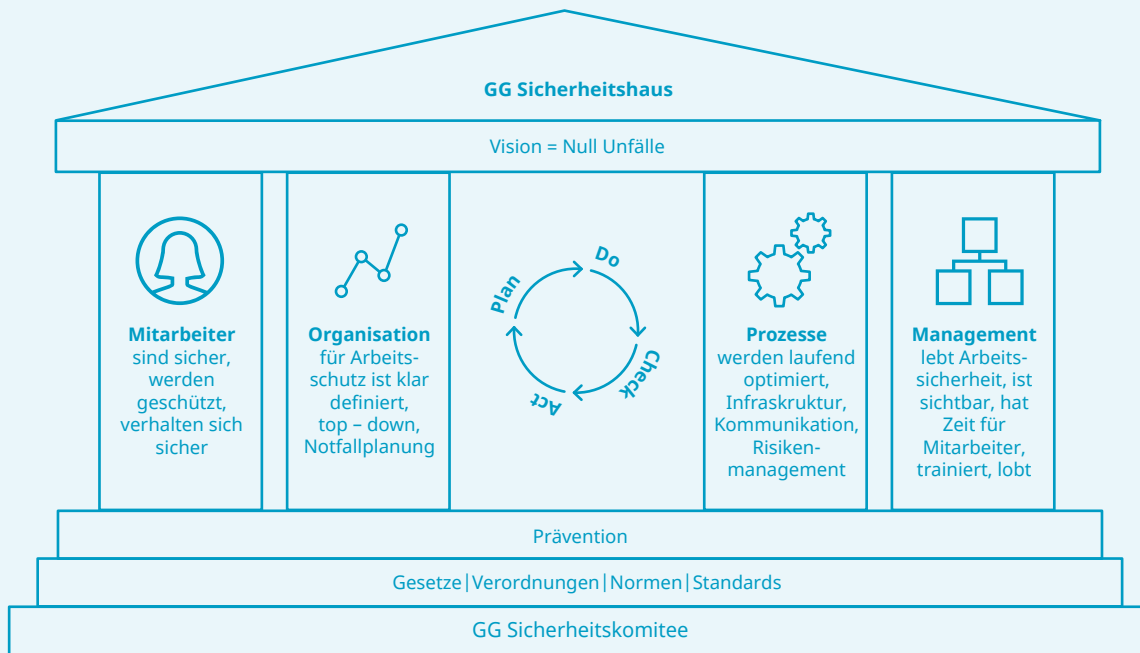 GG Sicherheitshaus
Vision = Null Unfälle
Mitarbeiter
sind sicher,
werden
geschützt,
verhalten sich
sicher
Organisation
für Arbeits-
schutz ist klar
definiert,
top – down,
Notfallplanung
Plan
Do
Check
Act
Prozesse
werden laufend
optimiert,
Infraskruktur,
Kommunikation,
Risiken-
management
Management
lebt Arbeits-
sicherheit, ist
sichtbar, hat
Zeit für
Mitarbeiter,
trainiert, lobt
Prävention
Gesetze|Verordnungen|Normen|Standards
GG Sicherheitskomitee